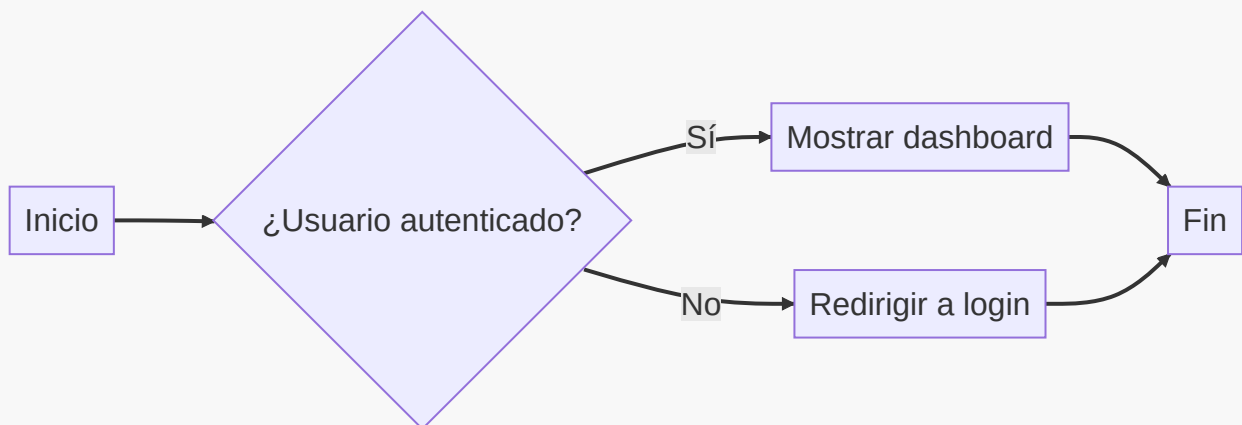 Inicio
¿Usuario autenticado?
Sí
Mostrar dashboard
No
Redirigir a login
Fin